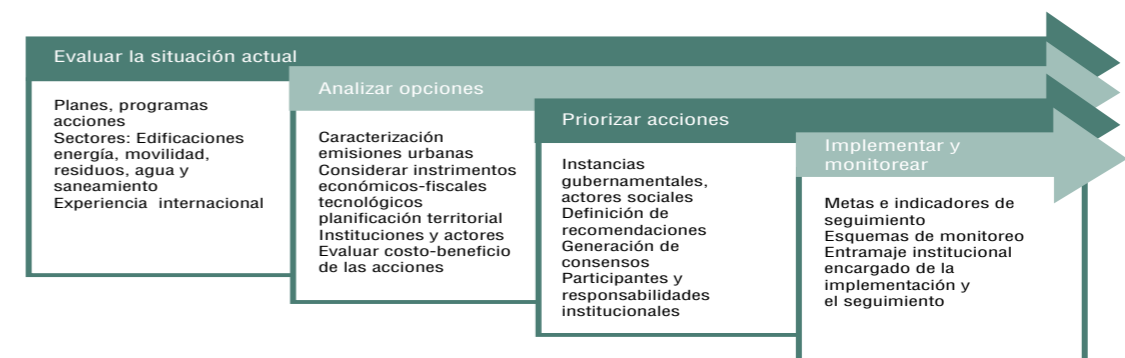 Evaluar la situación actual
Planes, programas
acciones
Sectores: Edificaciones
energía, movilidad,
residuos, agua y
saneamiento
Experiencia  internacional
Analizar opciones
Caracterización
emisiones urbanas
Considerar instrimentos
económicos-fiscales
tecnológicos
planificación territorial
Instituciones y actores
Evaluar costo-beneficio
de las acciones
Priorizar acciones
Instancias
gubernamentales,
actores sociales
Definición de
recomendaciones
Generación de
consensos
Participantes y
responsabilidades
institucionales
Implementar y
monitorear
Metas e indicadores de
seguimiento
Esquemas de monitoreo
Entramaje institucional
encargado de la
implementación y
el seguimiento